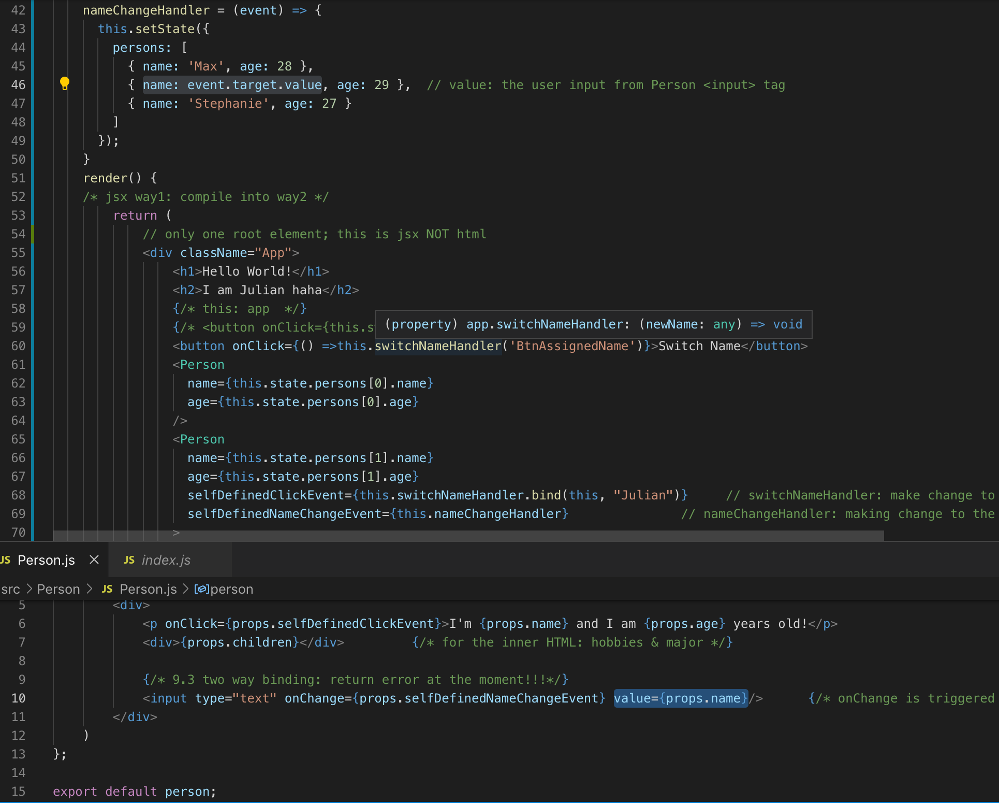 42 nameChangeHandler = (event) => {
43 this.setState({
44 persons: [
45 { name: 'Max', age: 28 },
46 { name: event.target.value, age: 29 }, // value: the user input from Person <input> tag
47 { name: 'Stephanie', age: 27 }
48 ]
49 });
50 }
51 render() {
52 /* jsx way1: compile into way2 */
53 return (
54 // only one root element; this is jsx NOT html
55 <div className="App">
56 <h1>Hello World!</h1>
57 <h2>I am Julian haha</h2>
58 {/* this: app */}
59 {/* <button onClick={this.s
(property) app.switchNameHandler: (newName: any) => void
60 <button onClick={() =>this.switchNameHandler('BtnAssignedName')}>Switch Name</button>
61 <Person
62 name={this.state.persons[0].name}
63 age={this.state.persons[0].age}
64 />
65 <Person
66 name={this.state.persons[1].name}
67 age={this.state.persons[1].age}
68 selfDefinedClickEvent={this.switchNameHandler.bind(this, "Julian")} // switchNameHandler: make change to
69 selfDefinedNameChangeEvent={this.nameChangeHandler} // nameChangeHandler: making change to the
70 >
JS Person.js × JS index.js
src > Person > JS Person.js > person
5 <div>
6 <p onClick={props.selfDefinedClickEvent}>I'm {props.name} and I am {props.age} years old!</p>
7 <div>{props.children}</div> {/* for the inner HTML: hobbies & major */}
8
9 {/* 9.3 two way binding: return error at the moment!!!*/}
10 <input type="text" onChange={props.selfDefinedNameChangeEvent} value={props.name}/> {/* onChange is triggered
11 </div>
12 )
13 };
14
15 export default person;